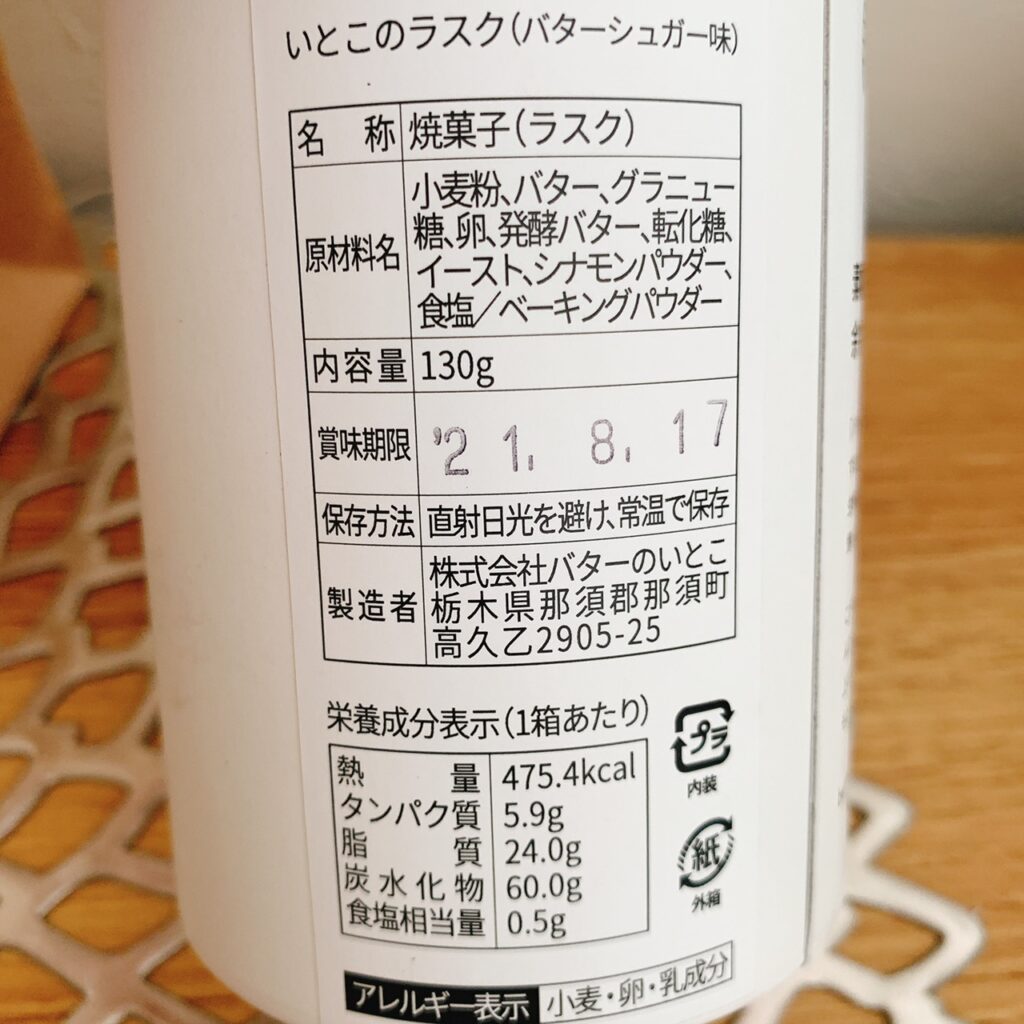 いとこのラスク(バターシュガー味)
名称 焼菓子(ラスク)
原材料名 小麦粉、バター、グラニュー
糖、卵、発酵バター、転化糖、
イースト、シナモンパウダー、
食塩/ベーキングパウダー
内容量 130g
賞味期限 '21. 8. 17
保存方法 直射日光を避け、常温で保存
製造者 株式会社バターのいとこ
栃木県那須郡那須町
高久乙2905-25
栄養成分表示(1箱あたり)
熱量 475.4kcal
タンパク質 5.9g
脂質 24.0g
炭水化物 60.0g
食塩相当量 0.5g
プラ
内装
紙
外箱
アレルギー表示 小麦・卵・乳成分